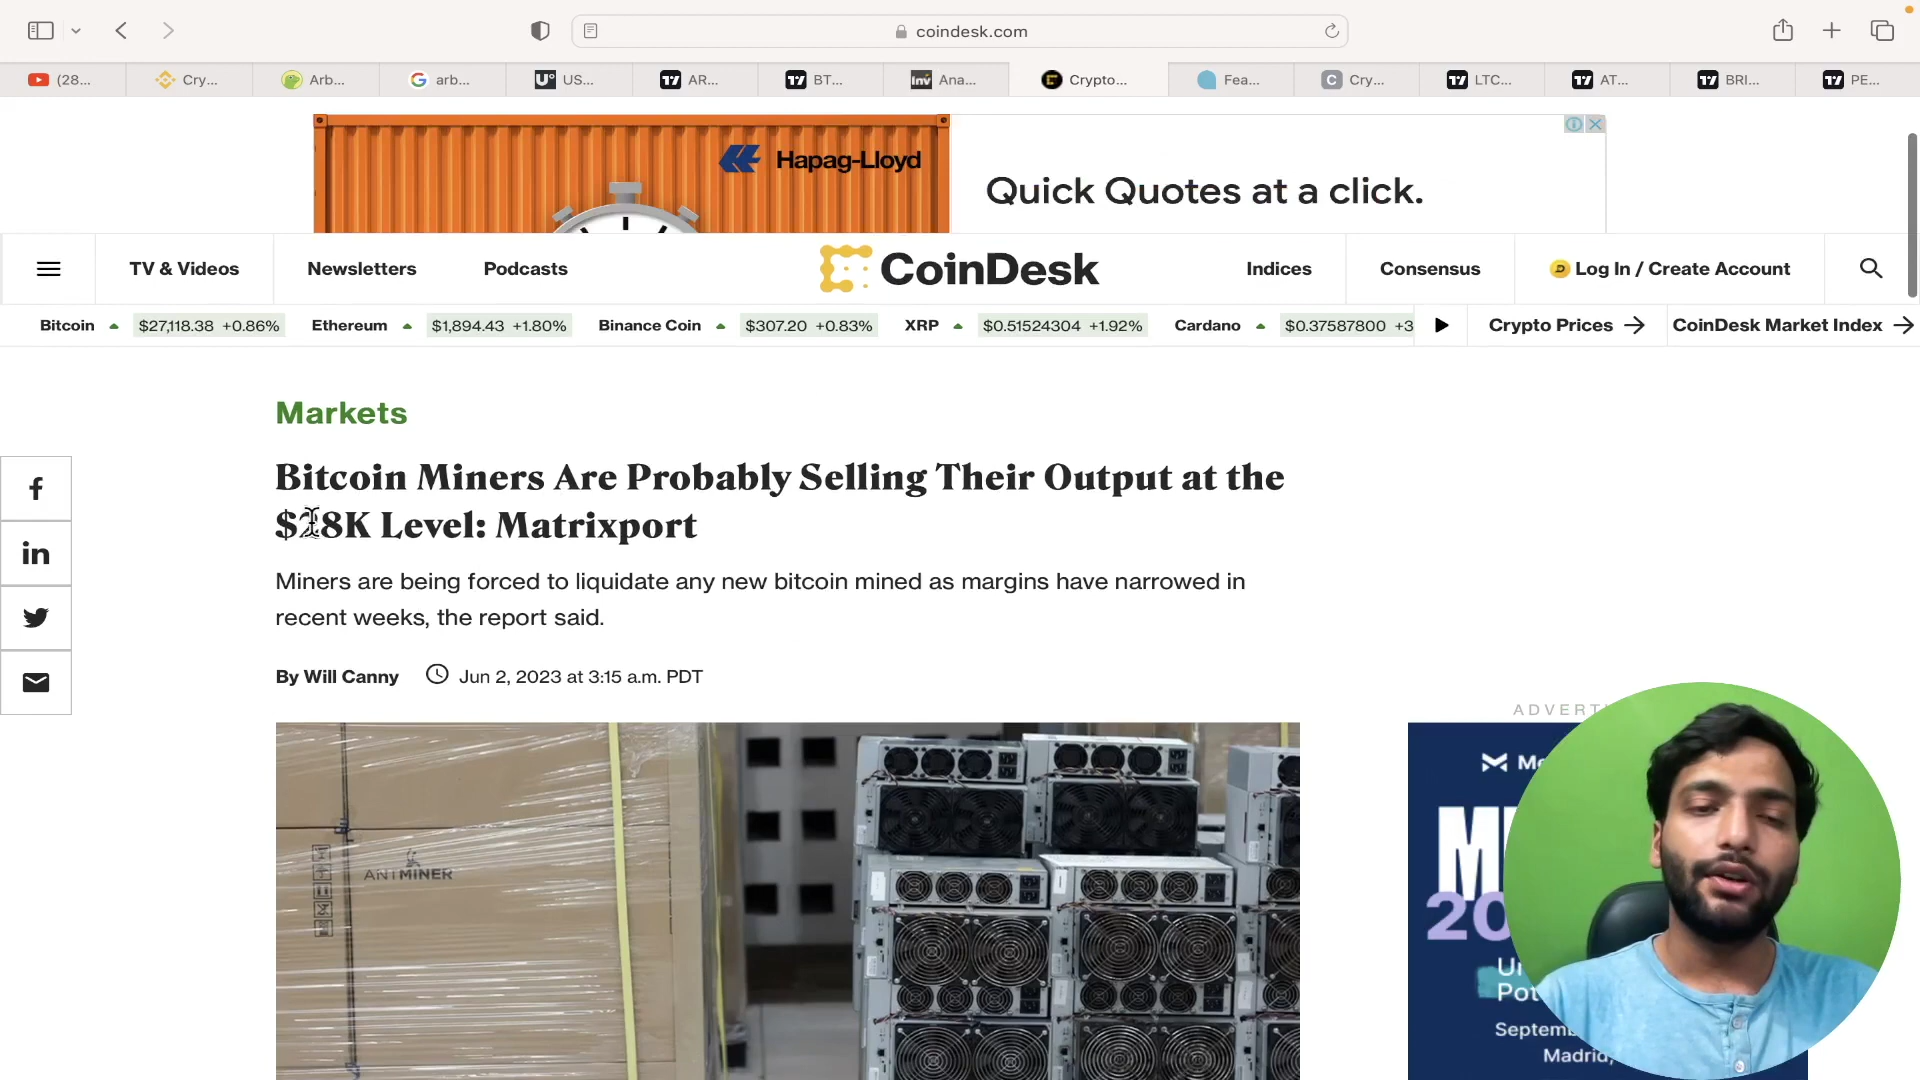 coindesk.com
(28...
Cry...
Arb...
arb...
US...
AR...
BT...
Ana...
Crypto...
Fea...
Cry...
LTC...
AT...
BRI...
PE...
Hapag-Lloyd
Quick Quotes at a click.
TV & Videos
Newsletters
Podcasts
CoinDesk
Indices
Consensus
Log In / Create Account
Bitcoin $27,118.38 +0.86%
Ethereum $1,894.43 +1.80%
Binance Coin $307.20 +0.83%
XRP $0.51524304 +1.92%
Cardano $0.37587800 +3
Crypto Prices
CoinDesk Market Index
Markets
Bitcoin Miners Are Probably Selling Their Output at the
$28K Level: Matrixport
Miners are being forced to liquidate any new bitcoin mined as margins have narrowed in
recent weeks, the report said.
By Will Canny
Jun 2, 2023 at 3:15 a.m. PDT
ANTMINER
Madrid,